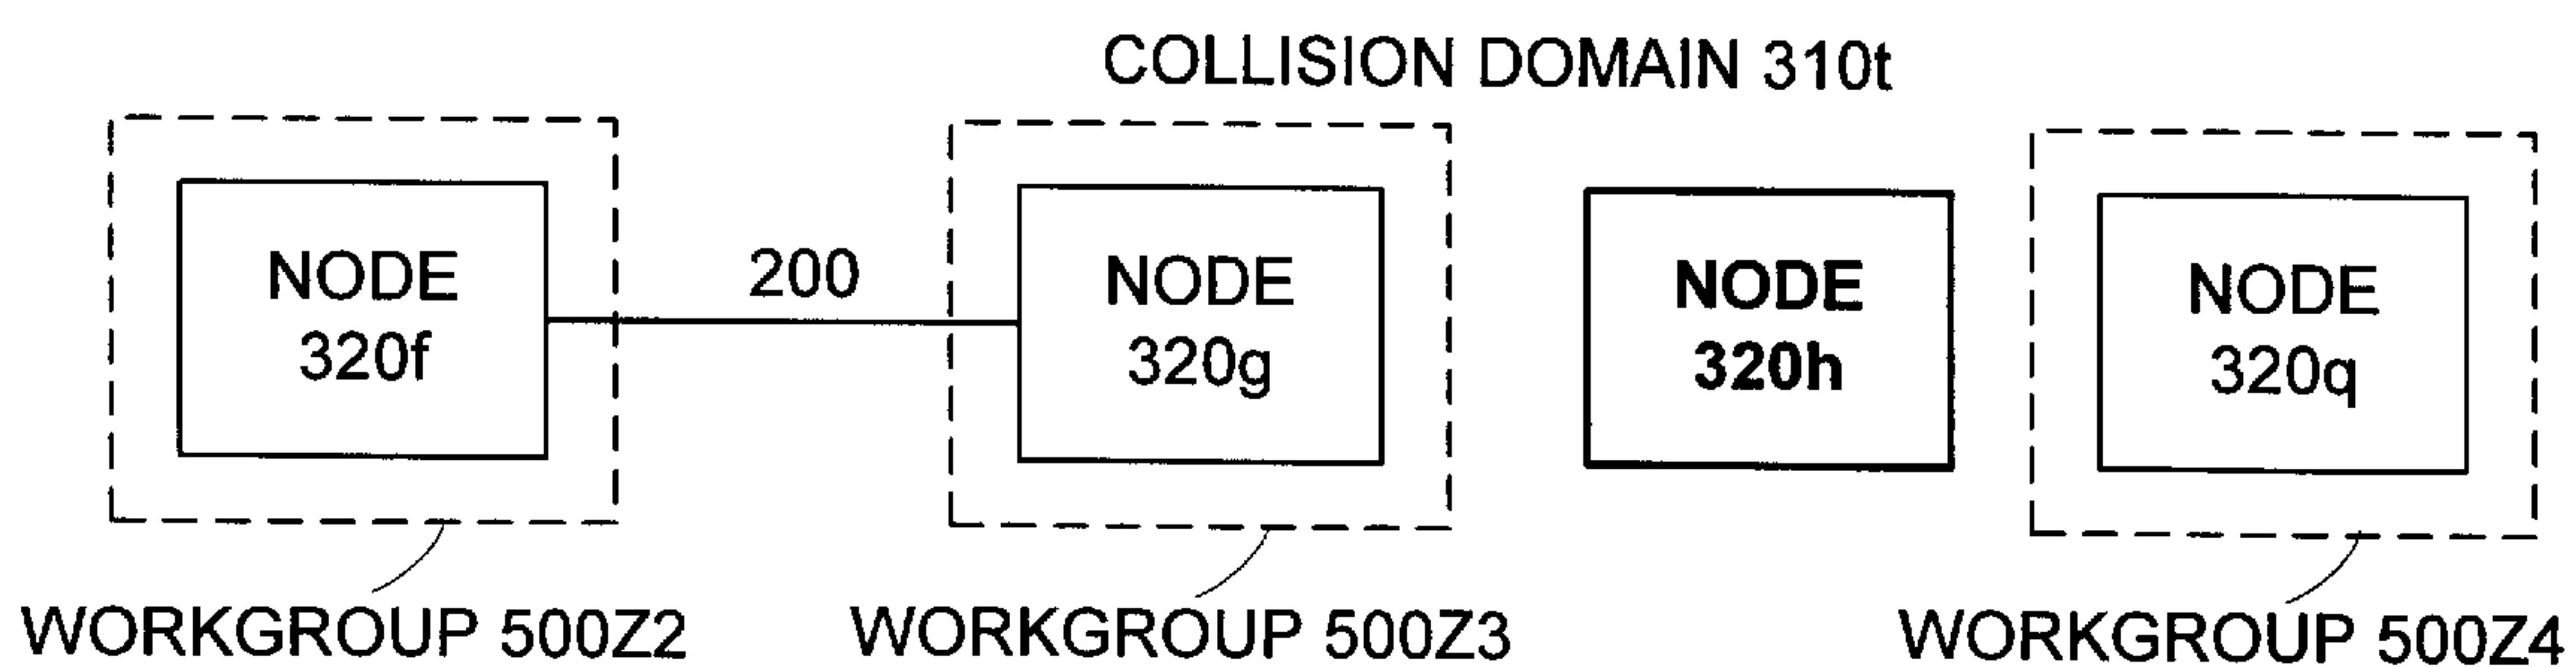 COLLISION DOMAIN 310t
NODE
320f
200
NODE
320g
NODE
320h
NODE
320q
WORKGROUP 500Z2
WORKGROUP 500Z3
WORKGROUP 500Z4